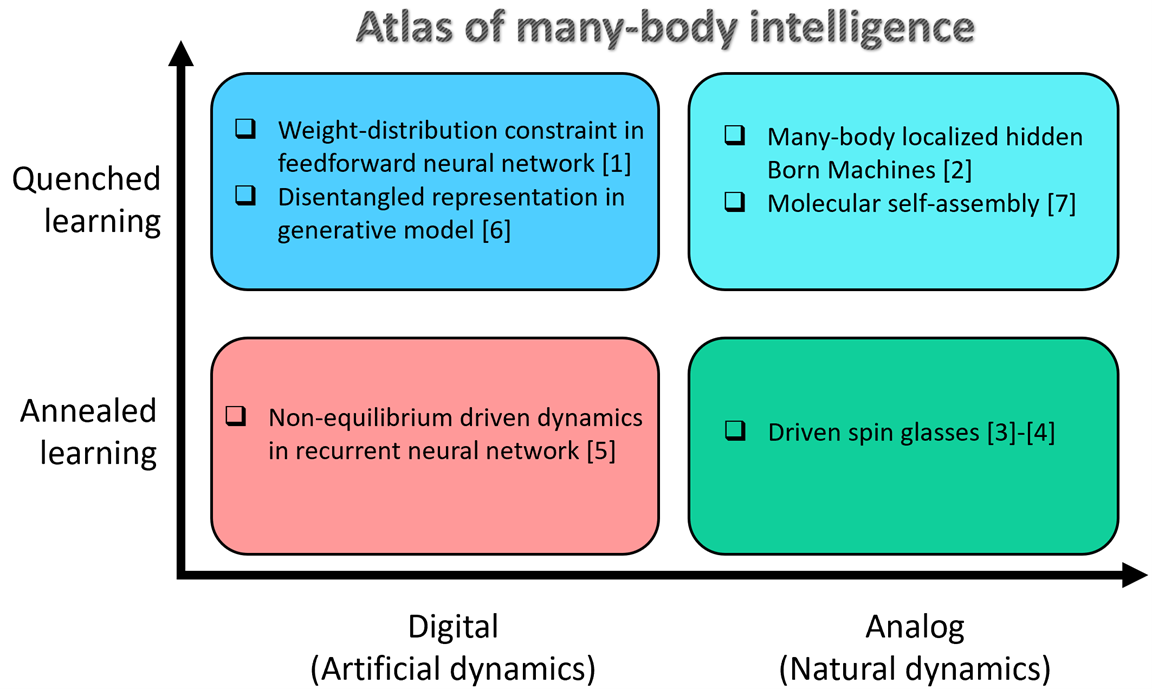 Atlas of many-body intelligence
Quenched
learning
Weight-distribution constraint in
feedforward neural network [1]
Disentangled representation in
generative model [6]
Many-body localized hidden
Born Machines [2]
Molecular self-assembly [7]
Annealed
learning
Non-equilibrium driven dynamics
in recurrent neural network [5]
Driven spin glasses [3]-[4]
Digital
(Artificial dynamics)
Analog
(Natural dynamics)